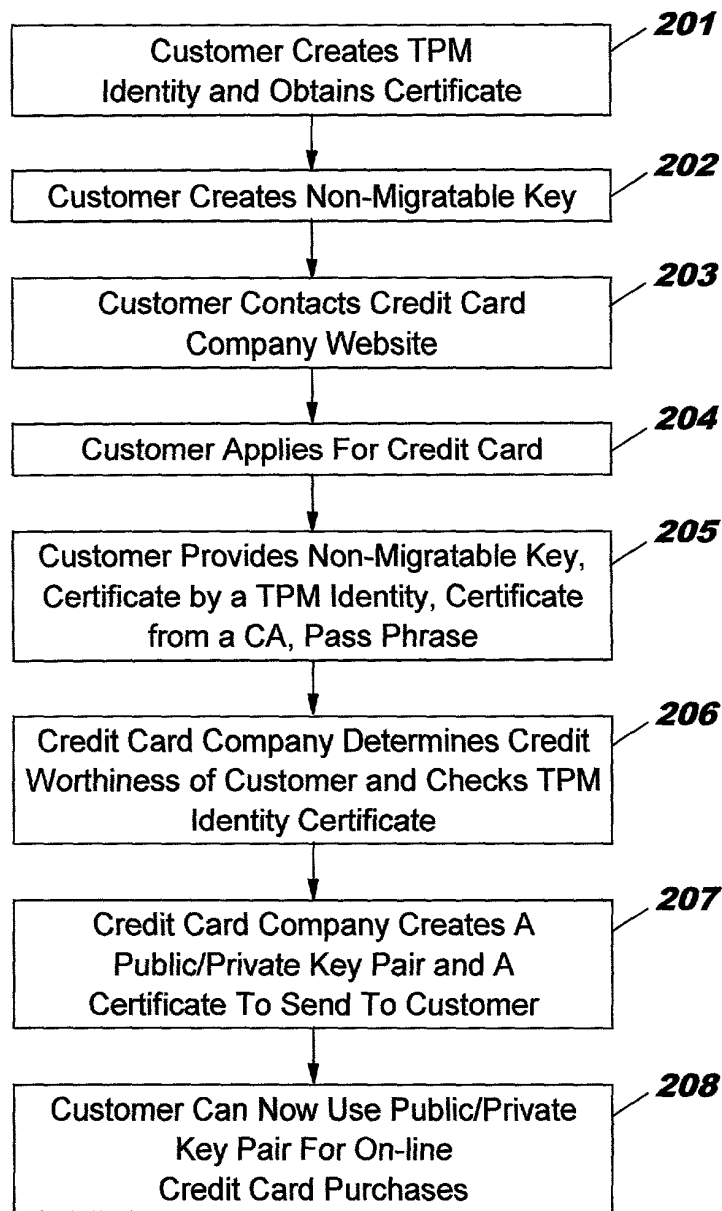 201
Customer Creates TPM
Identity and Obtains Certificate
202
Customer Creates Non-Migratable Key
203
Customer Contacts Credit Card
Company Website
204
Customer Applies For Credit Card
205
Customer Provides Non-Migratable Key,
Certificate by a TPM Identity, Certificate
from a CA, Pass Phrase
206
Credit Card Company Determines Credit
Worthiness of Customer and Checks TPM
Identity Certificate
207
Credit Card Company Creates A
Public/Private Key Pair and A
Certificate To Send To Customer
208
Customer Can Now Use Public/Private
Key Pair For On-line
Credit Card Purchases